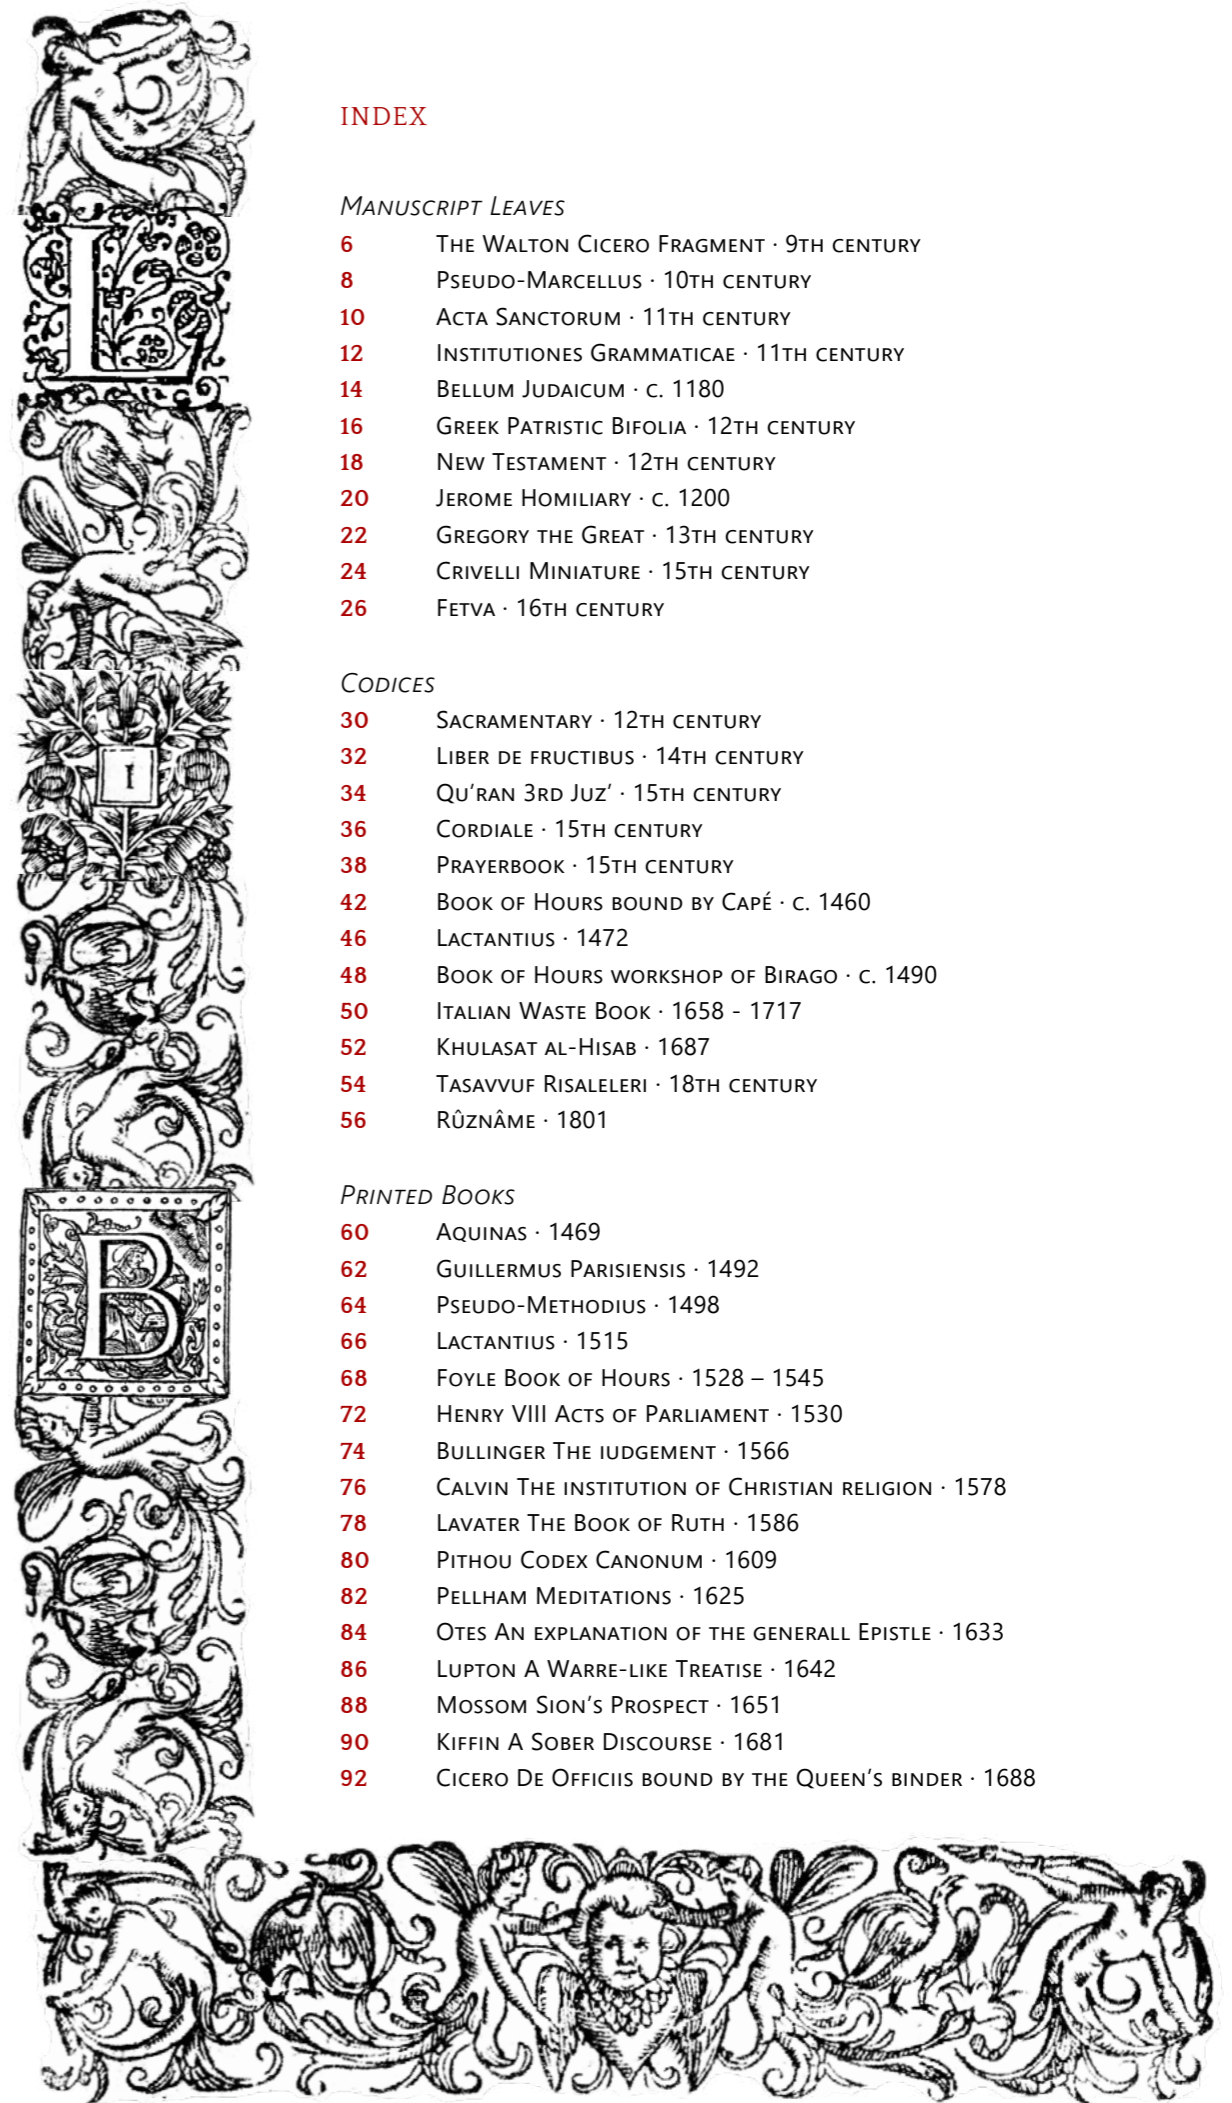 INDEX
Manuscript Leaves
6 The Walton Cicero Fragment · 9th century
8 Pseudo-Marcellus · 10th century
10 Acta Sanctorum · 11th century
12 Institutiones Grammaticae · 11th century
14 Bellum Judaicum · c. 1180
16 Greek Patristic Bifolia · 12th century
18 New Testament · 12th century
20 Jerome Homiliary · c. 1200
22 Gregory the Great · 13th century
24 Crivelli Miniature · 15th century
26 Fetva · 16th century
Codices
30 Sacramentary · 12th century
32 Liber de fructibus · 14th century
34 Qu’ran 3rd Juz’ · 15th century
36 Cordiale · 15th century
38 Prayerbook · 15th century
42 Book of Hours bound by Capé · c. 1460
46 Lactantius · 1472
48 Book of Hours workshop of Birago · c. 1490
50 Italian Waste Book · 1658 - 1717
52 Khulasat al-Hisab · 1687
54 Tasavvuf Risaleleri · 18th century
56 Rûznâme · 1801
Printed Books
60 Aquinas · 1469
62 Guillermus Parisiensis · 1492
64 Pseudo-Methodius · 1498
66 Lactantius · 1515
68 Foyle Book of Hours · 1528 – 1545
72 Henry VIII Acts of Parliament · 1530
74 Bullinger The iudgement · 1566
76 Calvin The institution of Christian religion · 1578
78 Lavater The Book of Ruth · 1586
80 Pithou Codex Canonum · 1609
82 Pellham Meditations · 1625
84 Otes An explanation of the generall Epistle · 1633
86 Lupton A Warre-like Treatise · 1642
88 Mossom Sion’s Prospect · 1651
90 Kiffin A Sober Discourse · 1681
92 Cicero De Officiis bound by the Queen’s binder · 1688
L
I
B